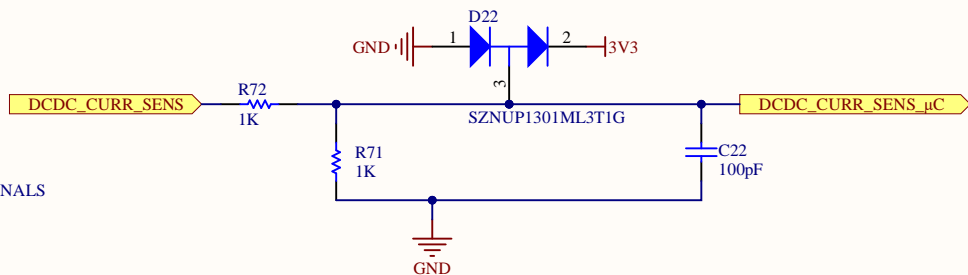 D22
GND
1
2
3V3
3
DCDC_CURR_SENS
R72
1K
SZNUP1301ML3T1G
DCDC_CURR_SENS_µC
R71
1K
C22
100pF
NALS
GND